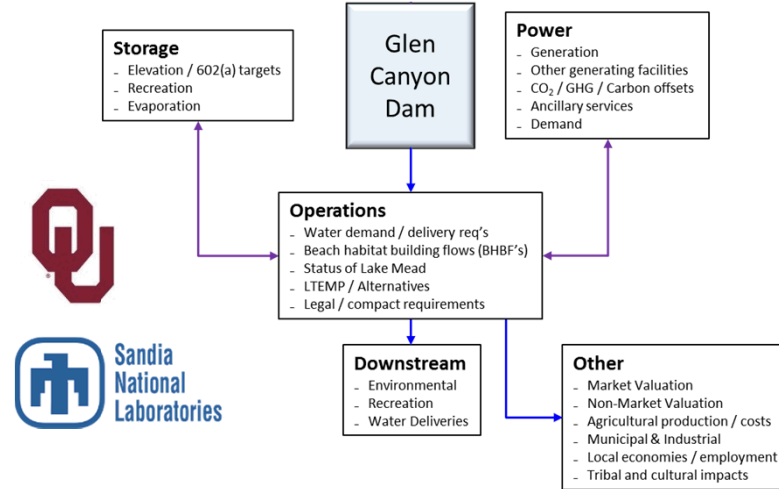 Storage
- Elevation / 602(a) targets
- Recreation
- Evaporation
Glen
Canyon
Dam
Power
- Generation
- Other generating facilities
- CO₂ / GHG / Carbon offsets
- Ancillary services
- Demand
Operations
- Water demand / delivery req's
- Beach habitat building flows (BHBF's)
- Status of Lake Mead
- LTEMP / Alternatives
- Legal / compact requirements
OU
®
Sandia
National
Laboratories
Downstream
- Environmental
- Recreation
- Water Deliveries
Other
- Market Valuation
- Non-Market Valuation
- Agricultural production / costs
- Municipal & Industrial
- Local economies / employment
- Tribal and cultural impacts